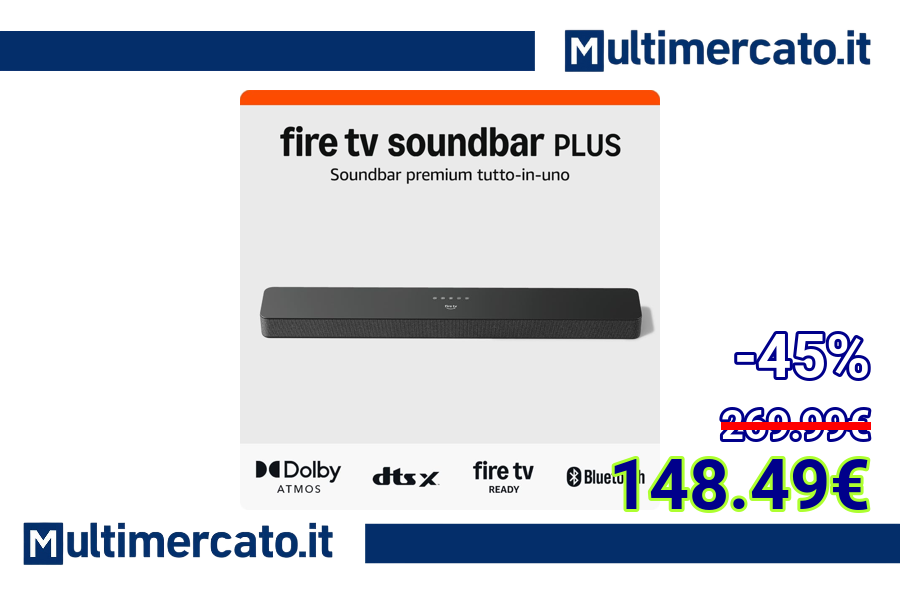 Multimercato.it
fire tv soundbar PLUS
Soundbar premium tutto-in-uno
-45%
269.99€
148.49€
Dolby
ATMOS
dts x
fire tv
READY
Bluetooth
Multimercato.it